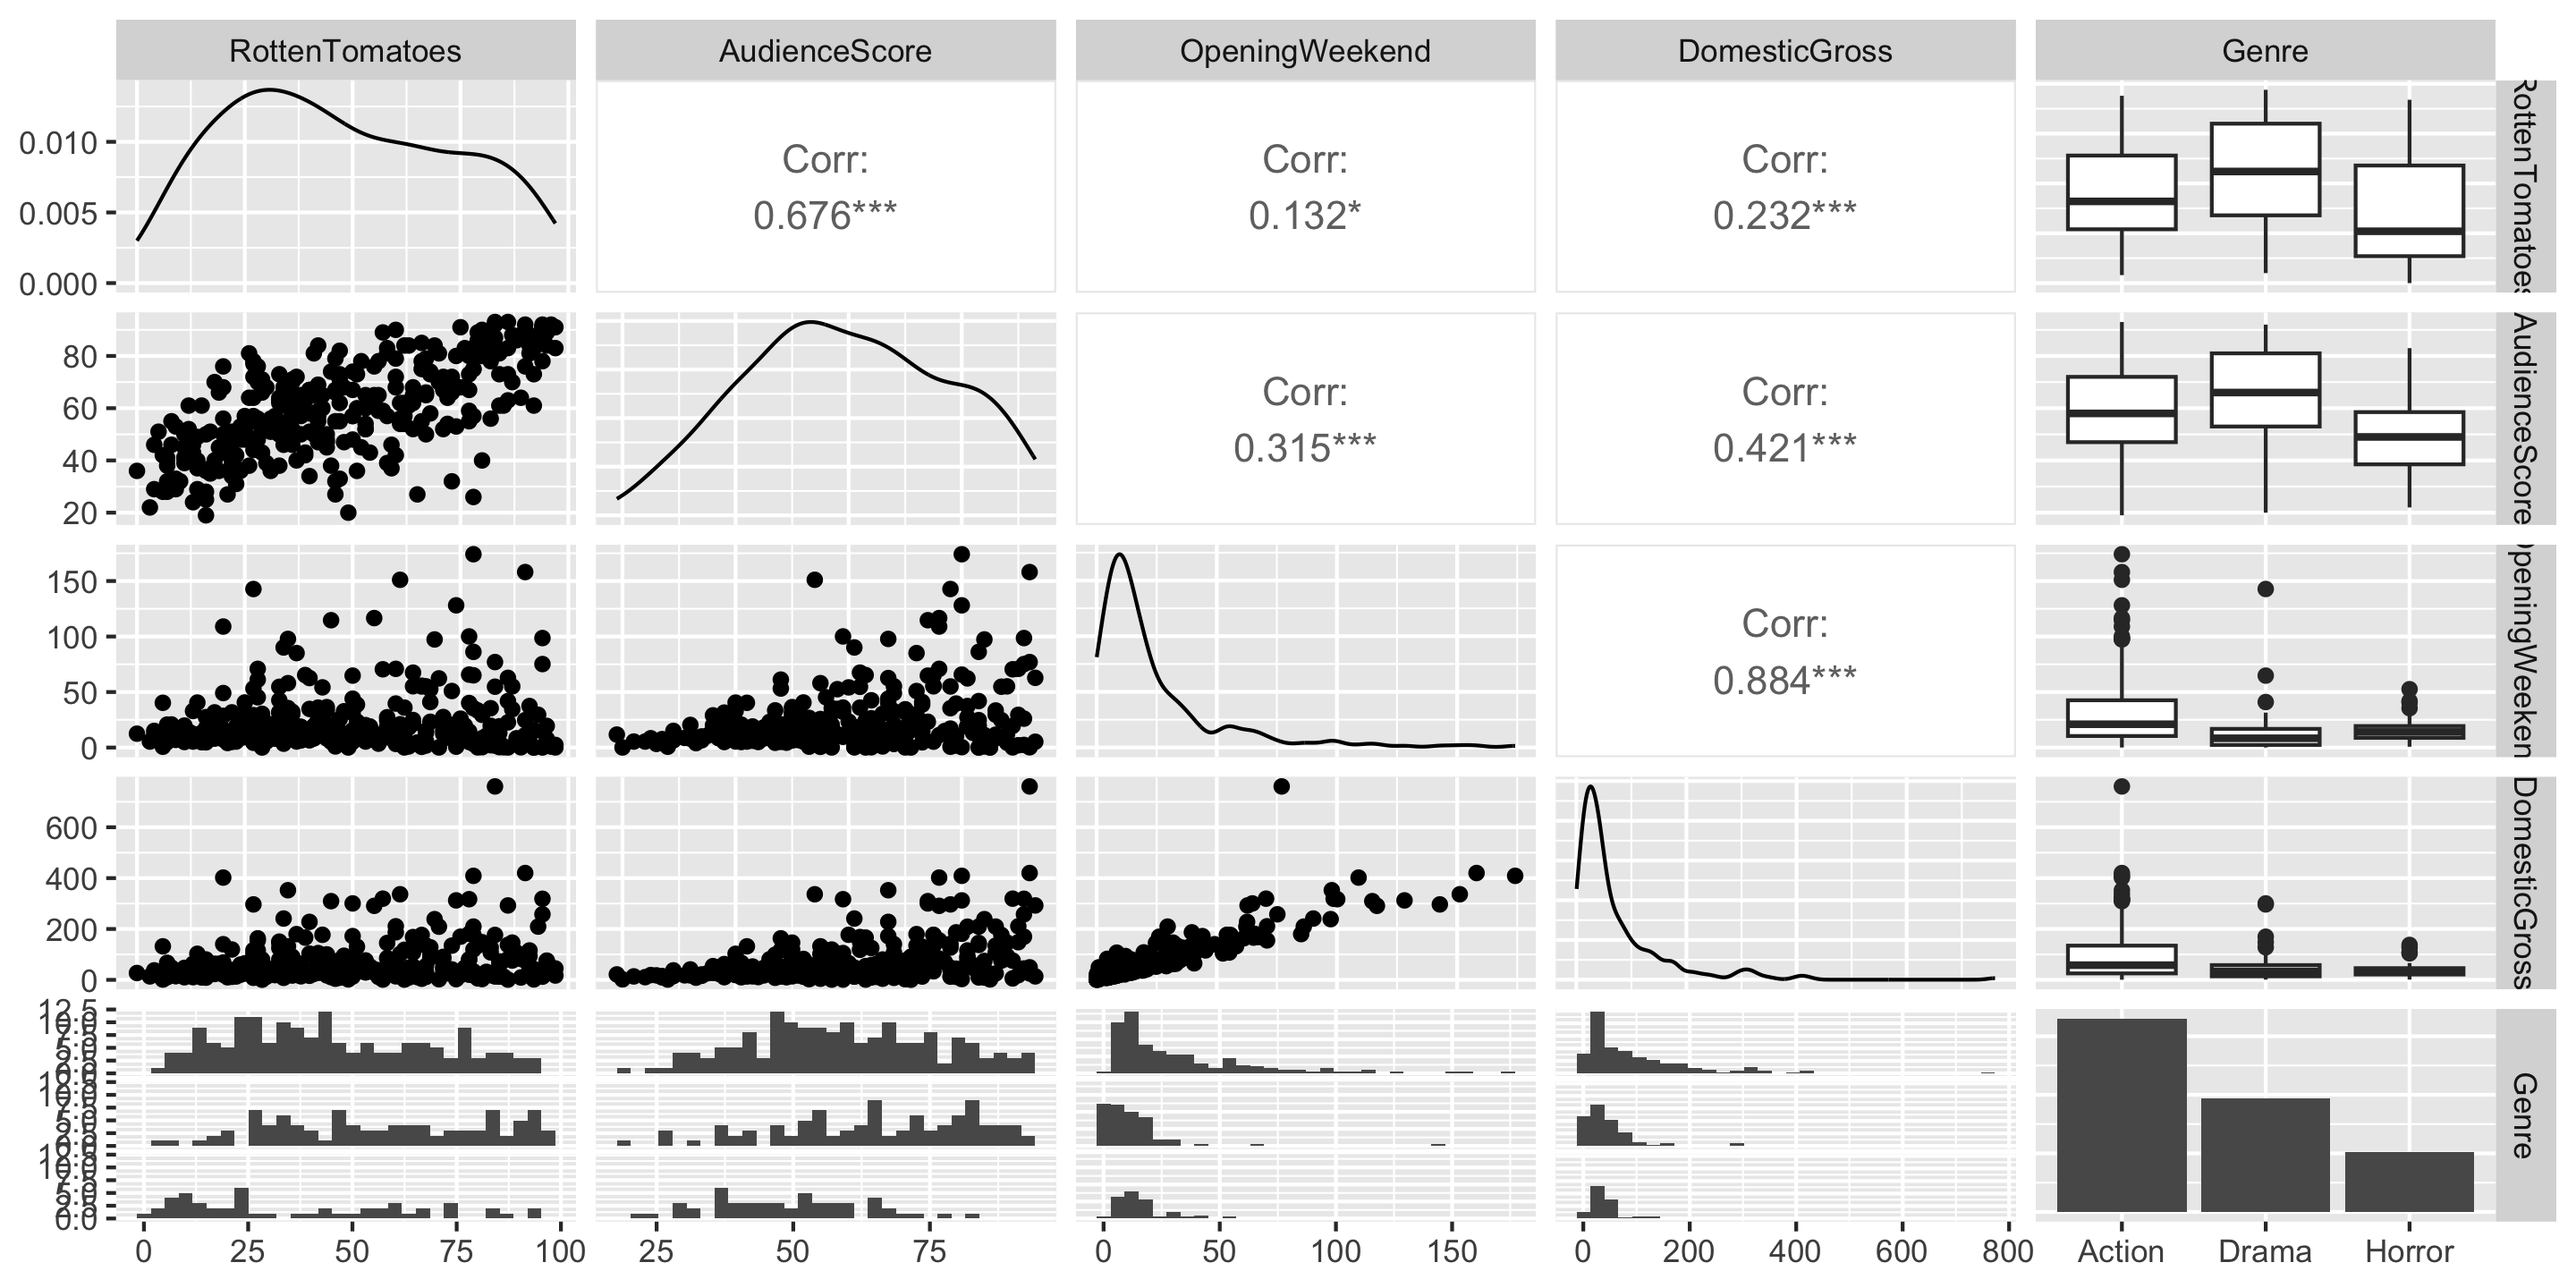 RottenTomatoes AudienceScore OpeningWeekend DomesticGross Genre
0.010
0.005
0.000
Corr:
0.676***
Corr:
0.132*
Corr:
0.232***
RottenTomatoes
80
60
40
20
Corr:
0.315***
Corr:
0.421***
AudienceScore
150
100
50
0
Corr:
0.884***
OpeningWeeken
600
400
200
0
DomesticGross
12.5
Genre
0 25 50 75 100 25 50 75 0 50 100 150 0 200 400 600 800 Action Drama Horror